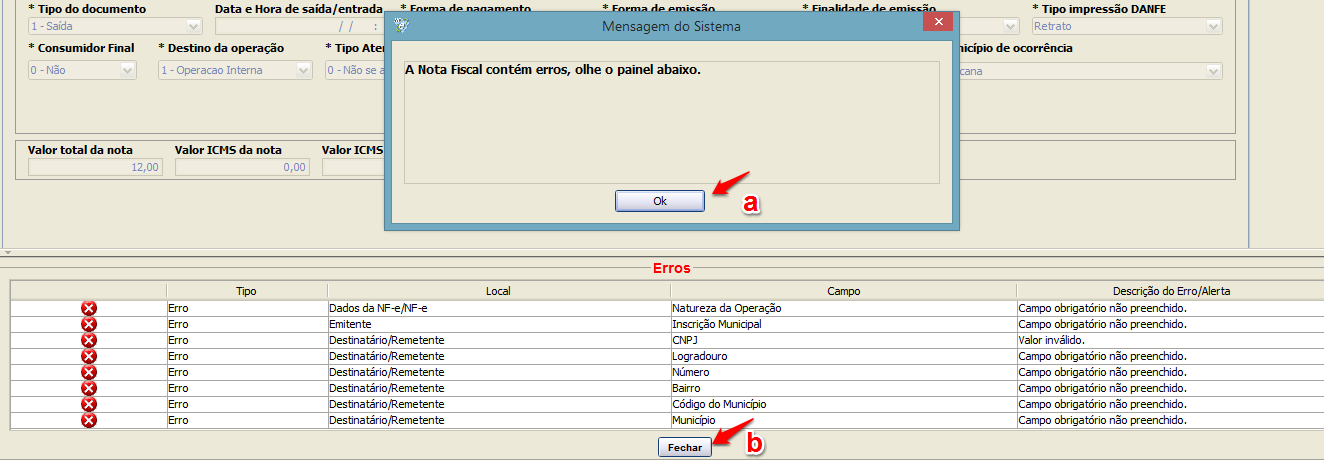 * Tipo do documento Data e Hora de saída/entrada * Forma de pagamento * Forma de emissão * Finalidade de emissão * Tipo impressão DANFE
1 - Saída / / : Retrato
Mensagem do Sistema
* Consumidor Final * Destino da operação * Tipo Ate nicípio de ocorrência
0 - Não 1 - Operacao Interna 0 - Não se a cana
A Nota Fiscal contém erros, olhe o painel abaixo.
Valor total da nota Valor ICMS da nota Valor ICMS
12,00 0,00
Ok
a
Erros
Tipo Local Campo Descrição do Erro/Alerta
Erro Dados da NF-e/NF-e Natureza da Operação Campo obrigatório não preenchido.
Erro Emitente Inscrição Municipal Campo obrigatório não preenchido.
Erro Destinatário/Remetente CNPJ Valor inválido.
Erro Destinatário/Remetente Logradouro Campo obrigatório não preenchido.
Erro Destinatário/Remetente Número Campo obrigatório não preenchido.
Erro Destinatário/Remetente Bairro Campo obrigatório não preenchido.
Erro Destinatário/Remetente Código do Município Campo obrigatório não preenchido.
Erro Destinatário/Remetente Município Campo obrigatório não preenchido.
Fechar
b